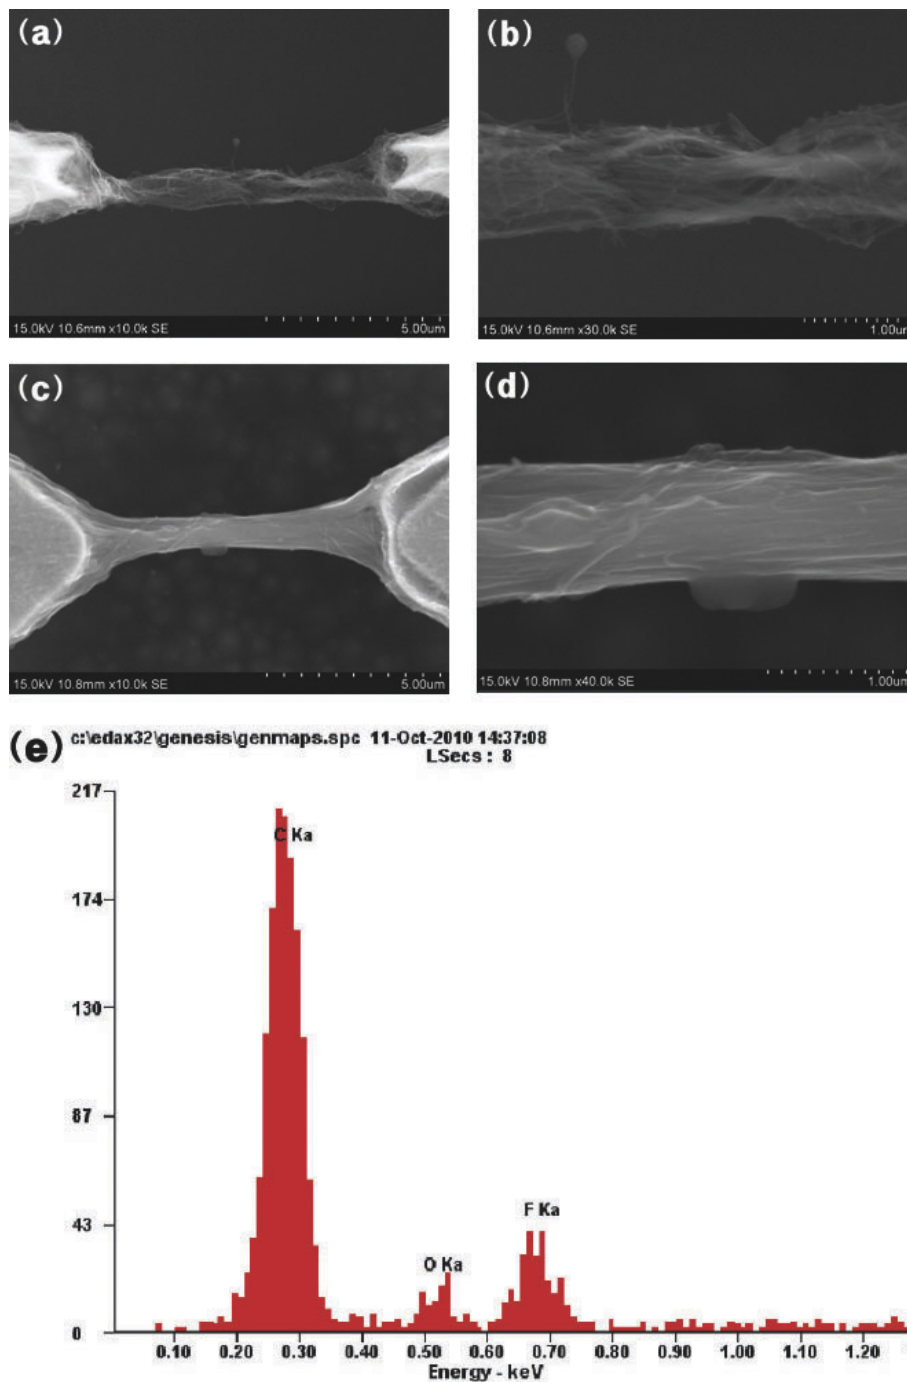 (a)
(b)
15.0kV 10.6mm x10.0k SE 5.00um
15.0kV 10.6mm x30.0k SE 1.00um
(c)
(d)
15.0kV 10.8mm x10.0k SE 5.00um
15.0kV 10.8mm x40.0k SE 1.00um
(e) c:\edax32\genesis\genmaps.spc 11-Oct-2010 14:37:08
LSecs : 8
217
C Ka
174
130
87
43
F Ka
O Ka
0
0.10 0.20 0.30 0.40 0.50 0.60 0.70 0.80 0.90 1.00 1.10 1.20
Energy - keV